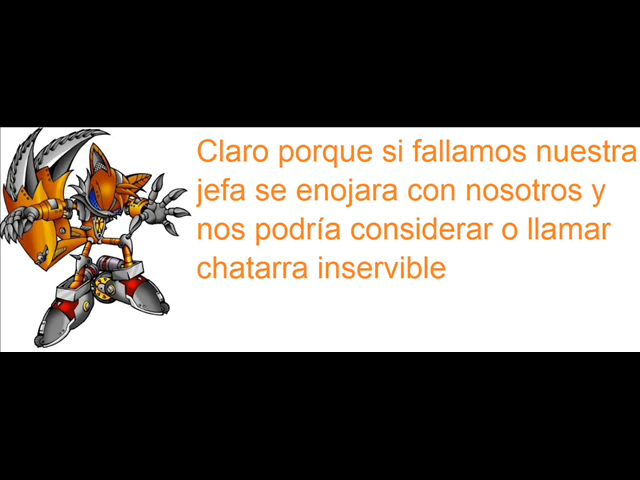 Claro porque si fallamos nuestra
jefa se enojara con nosotros y
nos podría considerar o llamar
chatarra inservible